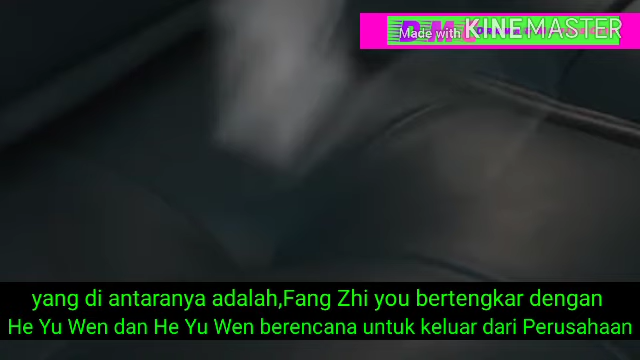 Made with KINEMASTER
yang di antaranya adalah,Fang Zhi you bertengkar dengan
He Yu Wen dan He Yu Wen berencana untuk keluar dari Perusahaan